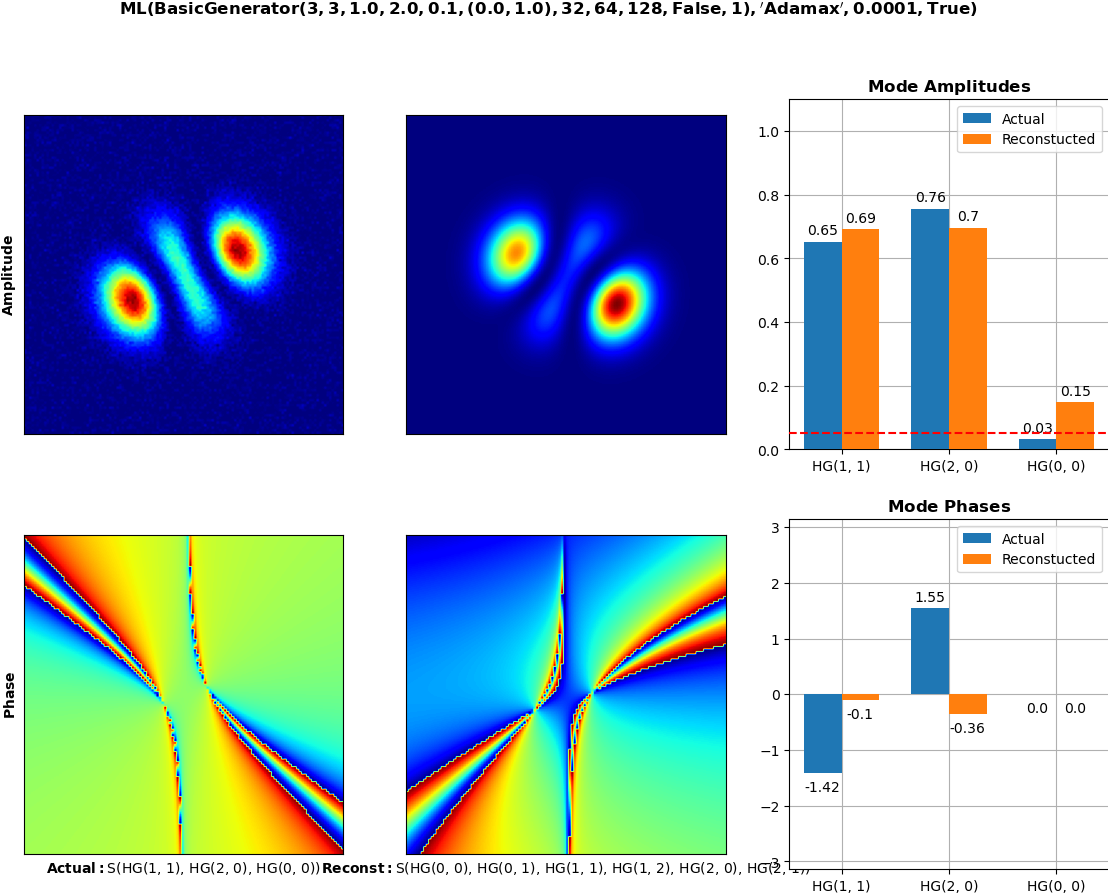 ML(BasicGenerator(3, 3, 1.0, 2.0, 0.1, (0.0, 1.0), 32, 64, 128, False, 1), 'Adamax', 0.0001, True)
Mode Amplitudes
Actual
Reconstucted
1.0
0.8
0.6
0.4
0.2
0.0
0.65
0.69
0.76
0.7
0.03
0.15
HG(1, 1)
HG(2, 0)
HG(0, 0)
Amplitude
Mode Phases
Actual
Reconstucted
3
2
1
0
−1
−2
−3
-1.42
-0.1
1.55
-0.36
0.0
0.0
HG(1, 1)
HG(2, 0)
HG(0, 0)
Phase
Actual: S(HG(1, 1), HG(2, 0), HG(0, 0))
Reconst: S(HG(0, 0), HG(0, 1), HG(1, 1), HG(1, 2), HG(2, 0), HG(2, 1))